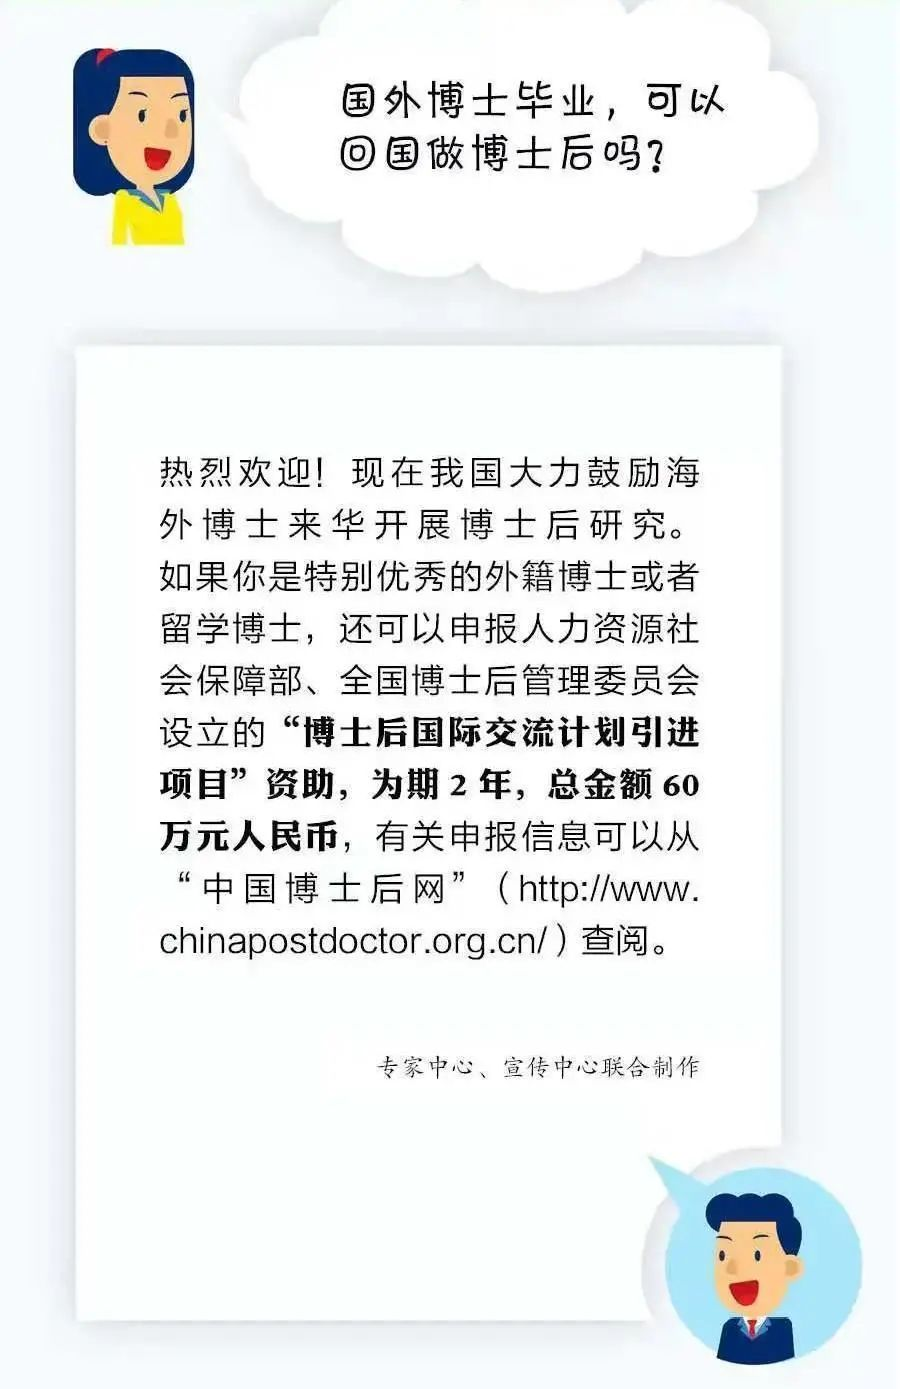 国外博士毕业，可以
回国做博士后吗？
热烈欢迎！现在我国大力鼓励海
外博士来华开展博士后研究。
如果你是特别优秀的外籍博士或者
留学博士，还可以申报人力资源社
会保障部、全国博士后管理委员会
设立的“博士后国际交流计划引进
项目”资助，为期 2 年，总金额 60
万元人民币，有关申报信息可以从
“中国博士后网”（http://www.
chinapostdoctor.org.cn/）查阅。
专家中心、宣传中心联合制作